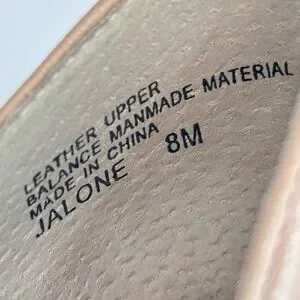 LEATHER UPPER
BALANCE MANMADE MATERIAL
MADE IN CHINA 8M
JALONE